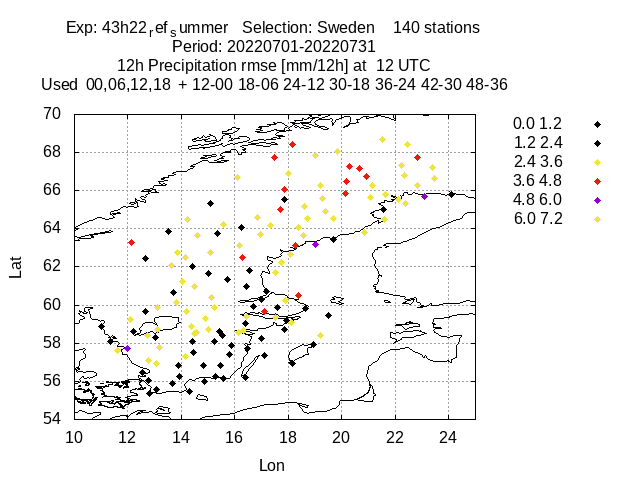 Exp: 43h22refsummer Selection: Sweden 140 stations
Period: 20220701-20220731
12h Precipitation rmse [mm/12h] at 12 UTC
Used 00,06,12,18 + 12-00 18-06 24-12 30-18 36-24 42-30 48-36
70
68
66
64
62
60
58
56
54
Lat
10 12 14 16 18 20 22 24
Lon
0.0 1.2
1.2 2.4
2.4 3.6
3.6 4.8
4.8 6.0
6.0 7.2